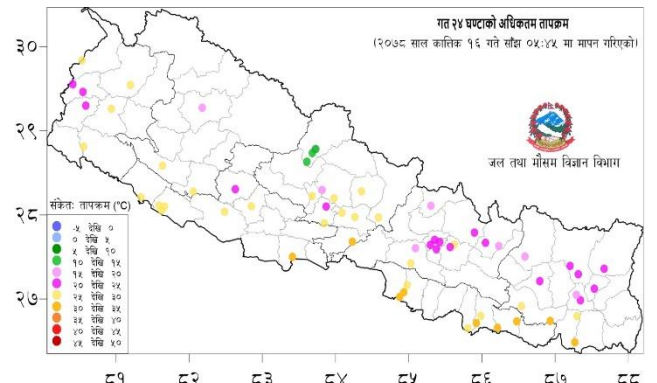 गत २४ घण्टाको अधिकतम तापक्रम
(२०७८ साल कात्तिक १६ गते साँझ ०५:४५ मा मापन गरिएको)
३०
२९
२८
२७
जल तथा मौसम विज्ञान विभाग
संकेतः तापक्रम (°C)
-५ देखि ०
० देखि ५
५ देखि १०
१० देखि १५
१५ देखि २०
२० देखि २५
२५ देखि ३०
३० देखि ३५
३५ देखि ४०
४० देखि ४५
४५ देखि ५०
८१ ८२ ८३ ८४ ८५ ८६ ८७ ८८